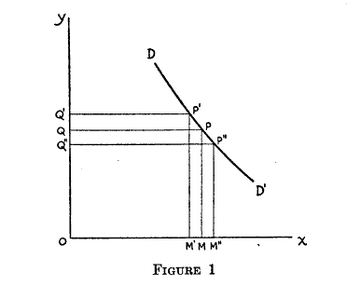 y
D
Q' P'
Q P
Q" P"
D'
O M' M M" x
FIGURE 1